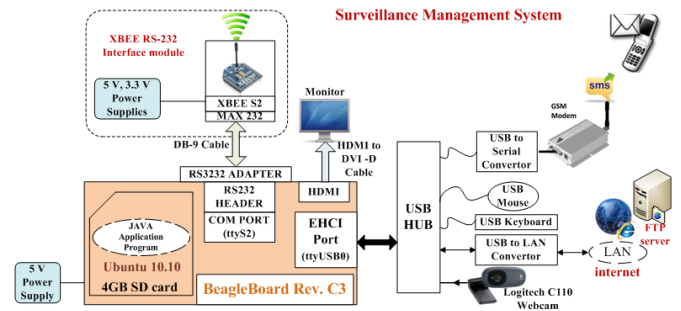 Surveillance Management System
XBEE RS-232
Interface module
5 V, 3.3 V
Power
Supplies
XBEE S2
MAX 232
DB-9 Cable
Monitor
HDMI to
DVI -D
Cable
RS3232 ADAPTER
RS232
HEADER
COM PORT
(ttyS2)
HDMI
EHCI
Port
(ttyUSB0)
JAVA
Application
Program
Ubuntu 10.10
4GB SD card
BeagleBoard Rev. C3
5 V
Power
Supply
USB
HUB
USB to
Serial
Convertor
GSM
Modem
sms
USB
Mouse
USB Keyboard
USB to LAN
Convertor
LAN
internet
FTP
server
Logitech C110
Webcam